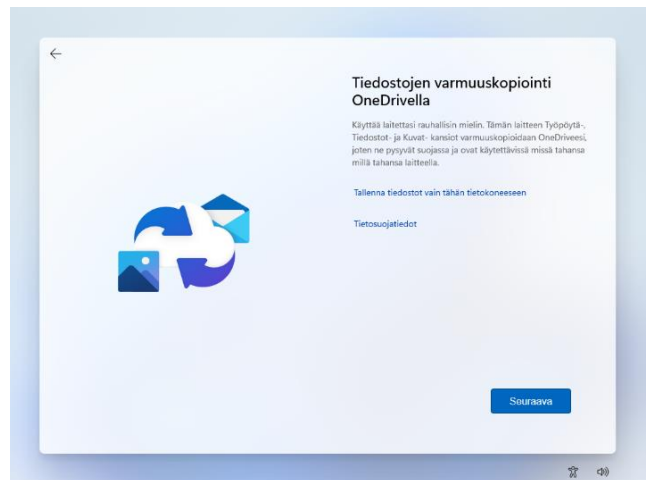 Tiedostojen varmuuskopiointi
OneDrivella
Käyttää laitettasi rauhallisin mielin. Tämän laitteen Työpöytä-,
Tiedostot- ja Kuvat- kansiot varmuuskopioidaan OneDriveesi,
joten ne pysyvät suojassa ja ovat käytettävissä missä tahansa
millä tahansa laitteella.
Tallenna tiedostot vain tähän tietokoneeseen
Tietosuojatiedot
Seuraava